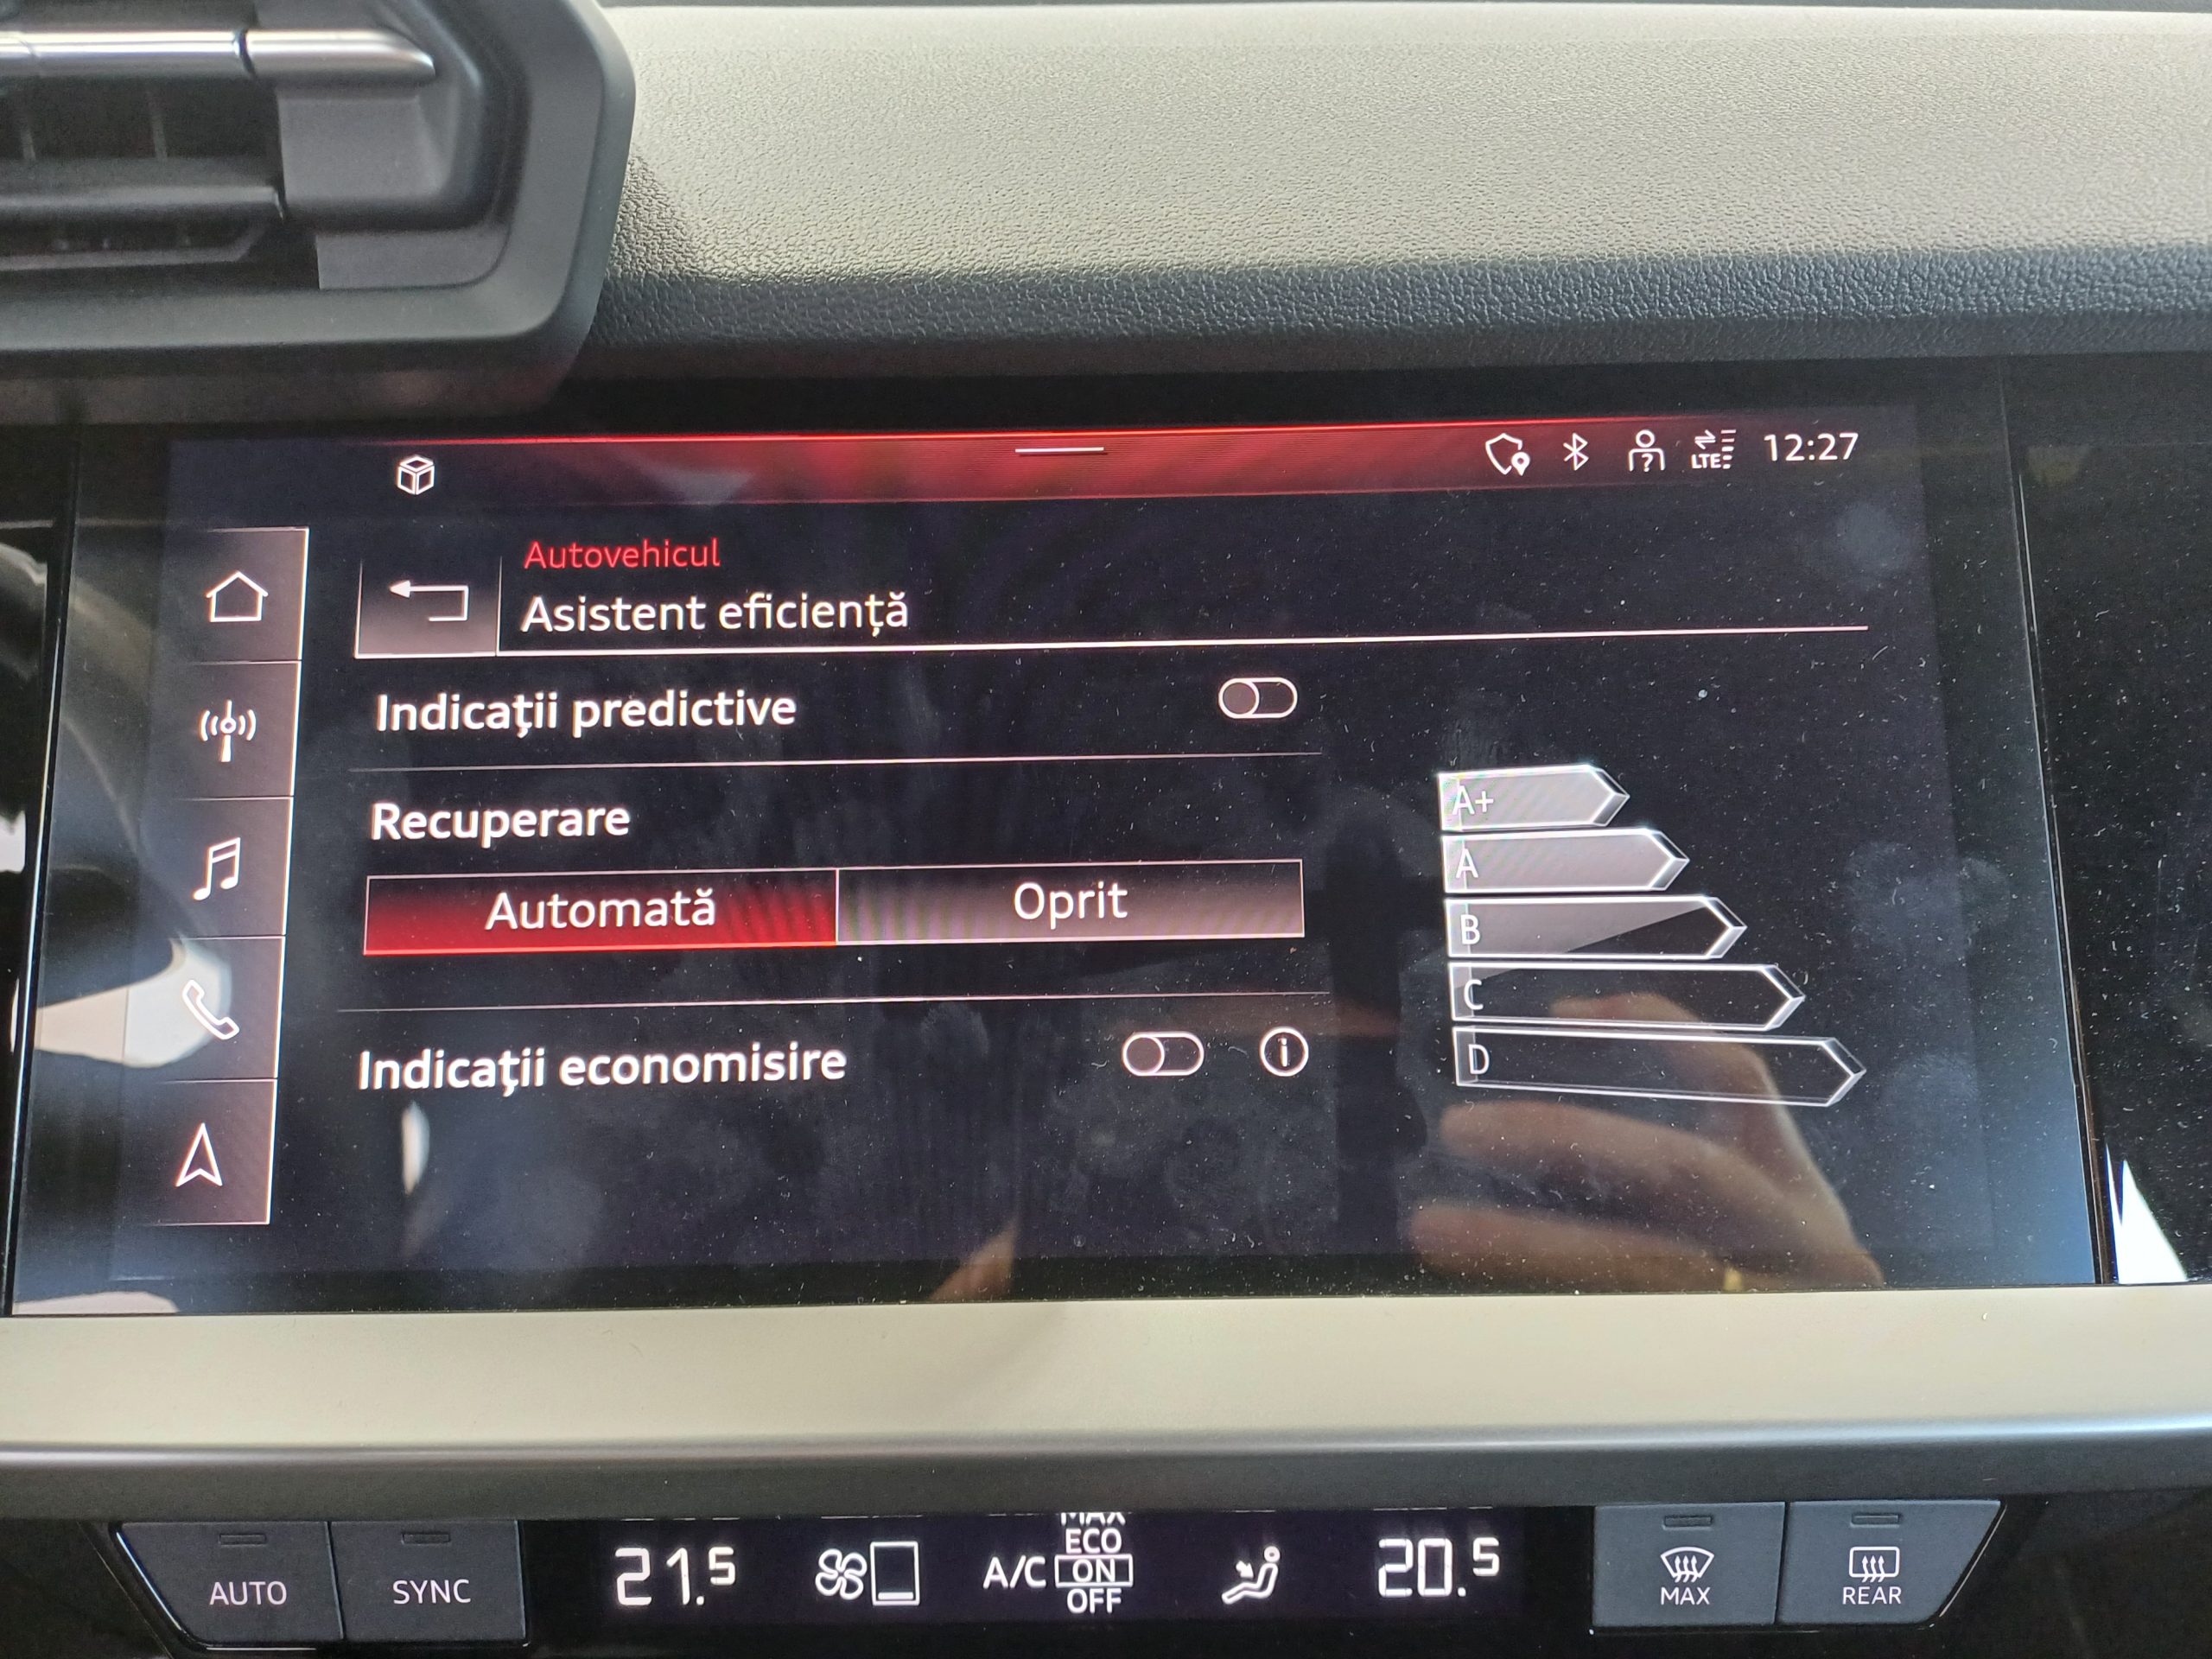 LTE 12:27
Autovehicul
Asistent eficiență
Indicații predictive
Recuperare
Automată Oprit
Indicații economisire
A+
A
B
C
D
AUTO SYNC
21.5
MAX
ECO
A/C ON
OFF
20.5
MAX REAR